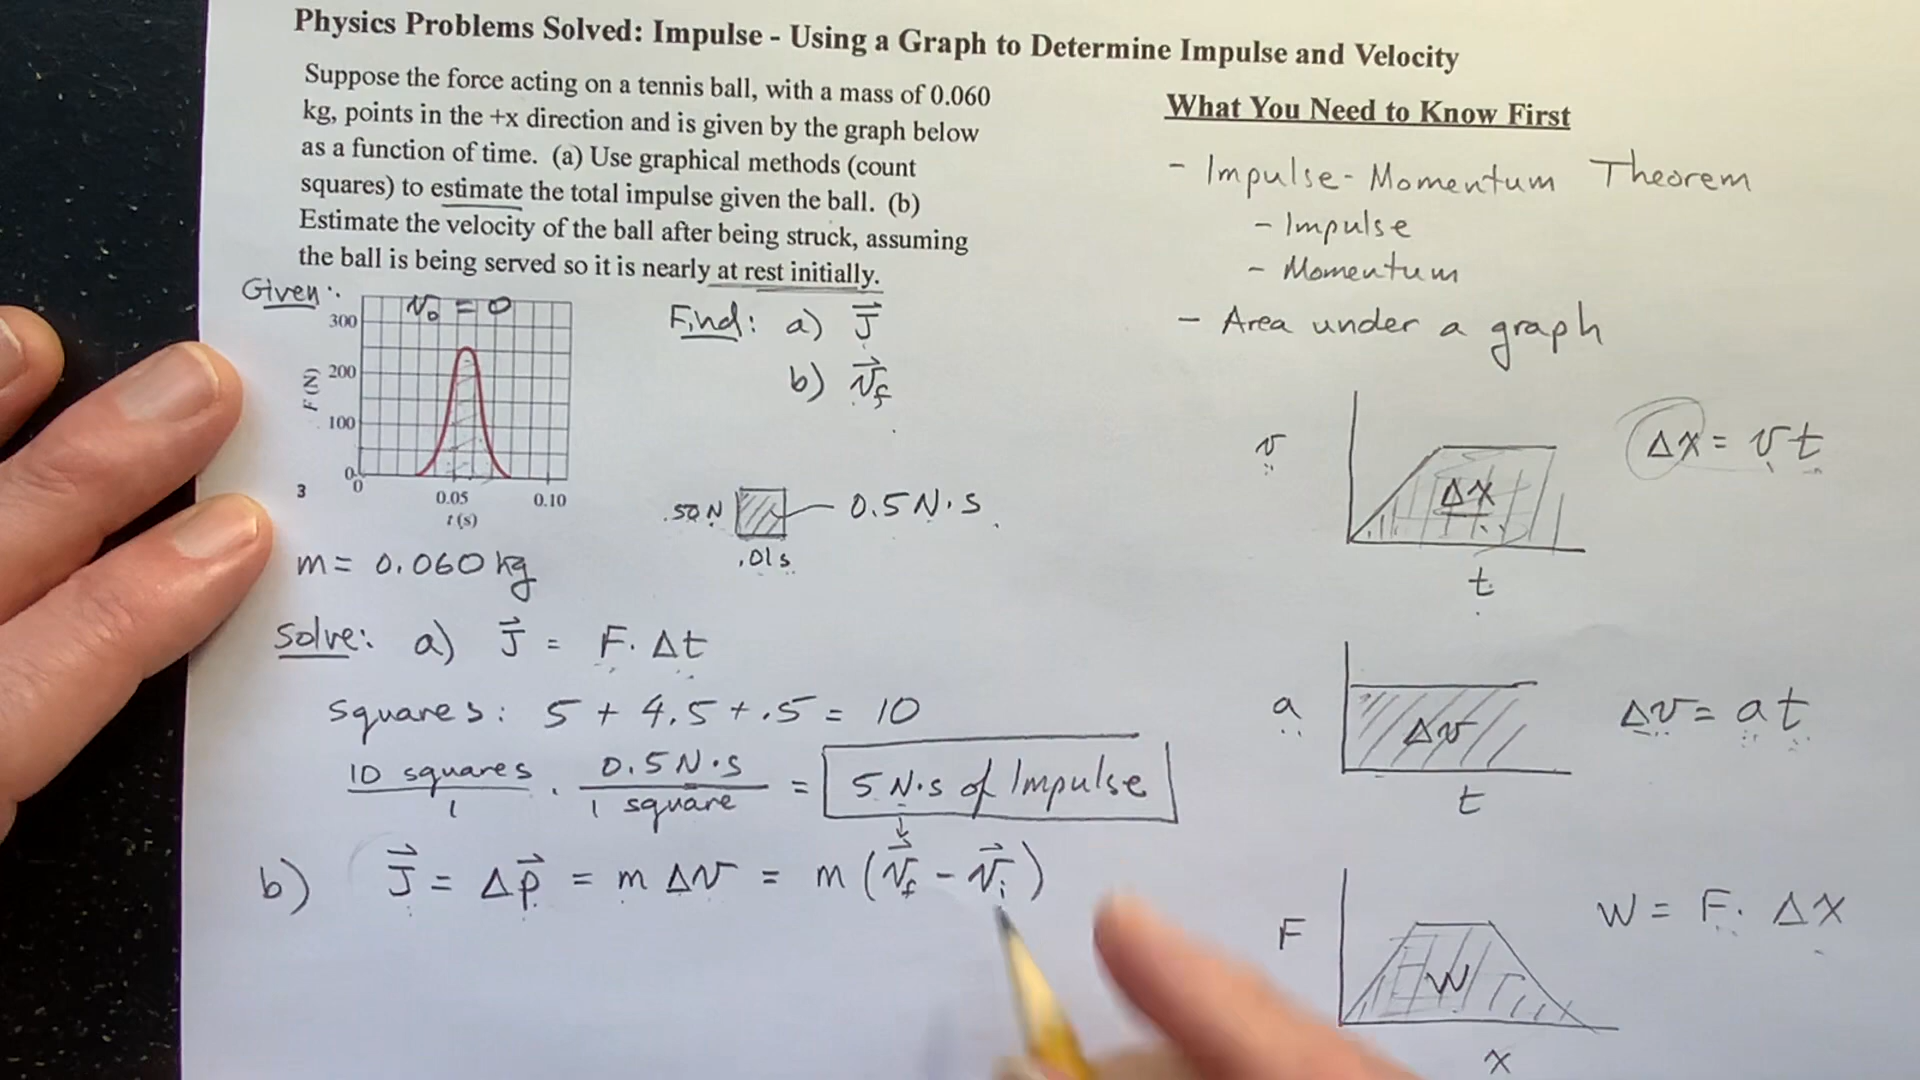 Physics Problems Solved: Impulse - Using a Graph to Determine Impulse and Velocity
Suppose the force acting on a tennis ball, with a mass of 0.060
kg, points in the +x direction and is given by the graph below
as a function of time. (a) Use graphical methods (count
squares) to estimate the total impulse given the ball. (b)
Estimate the velocity of the ball after being struck, assuming
the ball is being served so it is nearly at rest initially.
Given:
v₀ = 0
300
200
100
0
F (N)
0
0.05
0.10
t (s)
3
m = 0.060 kg
Find: a) J⃗
b) v⃗f
.50 N
0.5 N·s
.01 s
Solve: a) J⃗ = F · Δt
squares: 5 + 4.5 + .5 = 10
10 squares / 1 · 0.5 N·s / 1 square = 5 N·s of Impulse
b) J⃗ = Δp⃗ = m Δv = m (v⃗f - v⃗i)
What You Need to Know First
- Impulse-Momentum Theorem
- Impulse
- Momentum
- Area under a graph
v
Δx
t
Δx = v t
a
Δv
t
Δv = a t
F
W
x
W = F · Δx